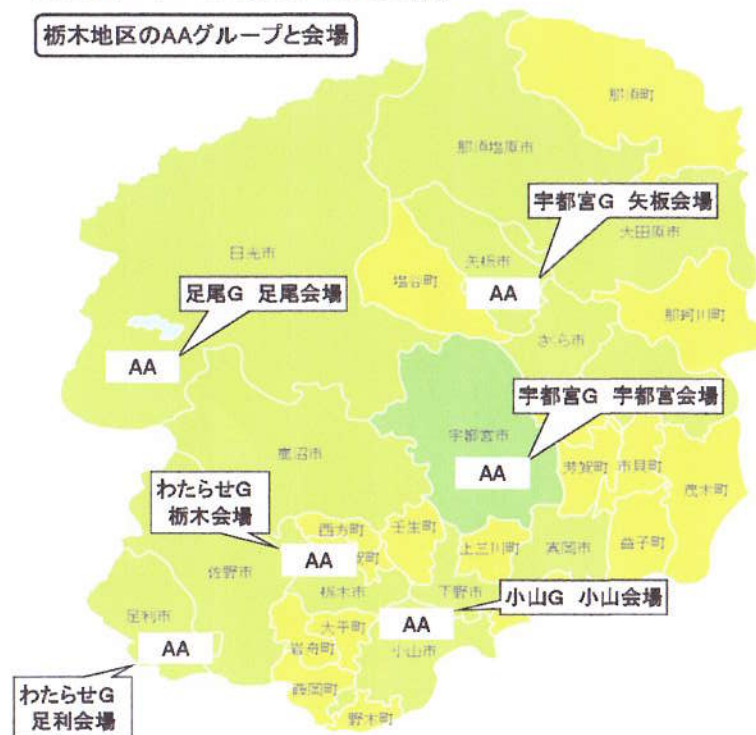 栃木地区のAAグループと会場
那須町
那須塩原市
宇都宮G 矢板会場
大田原市
日光市
矢板市
塩谷町
足尾G 足尾会場
AA
那珂川町
さくら市
AA
宇都宮G 宇都宮会場
宇都宮市
鹿沼市
AA
芳賀町
市貝町
茂木町
わたらせG
栃木会場
西方町
壬生町
上三川町
真岡市
益子町
AA
賀町
佐野市
栃木市
下野市
小山G 小山会場
足利市
大平町
AA
AA
岩舟町
小山市
藤岡町
野木町
わたらせG
足利会場